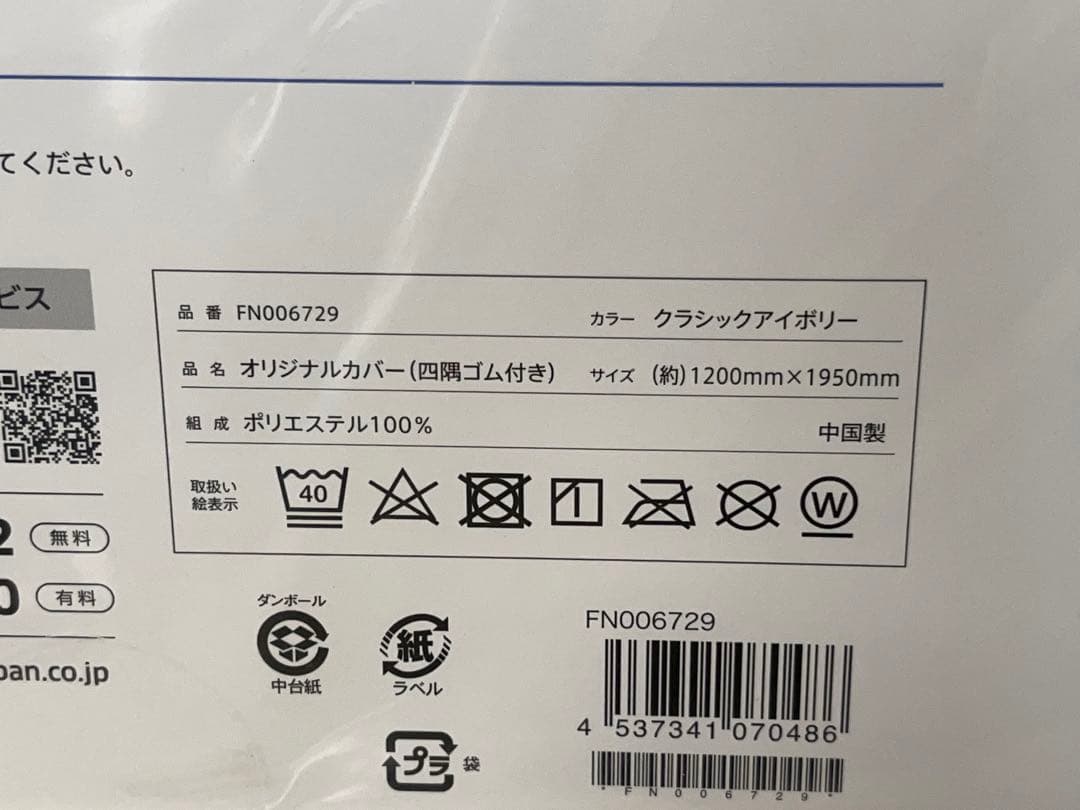 てください。
ビス
品番 FN006729 カラー クラシックアイボリー
品名 オリジナルカバー(四隅ゴム付き) サイズ (約)1200mm×1950mm
組成 ポリエステル100% 中国製
取扱い
絵表示
40
W
2 無料
0 有料
pan.co.jp
ダンボール
中台紙
紙
ラベル
プラ 袋
FN006729
4 537341 070486
*FN006729*